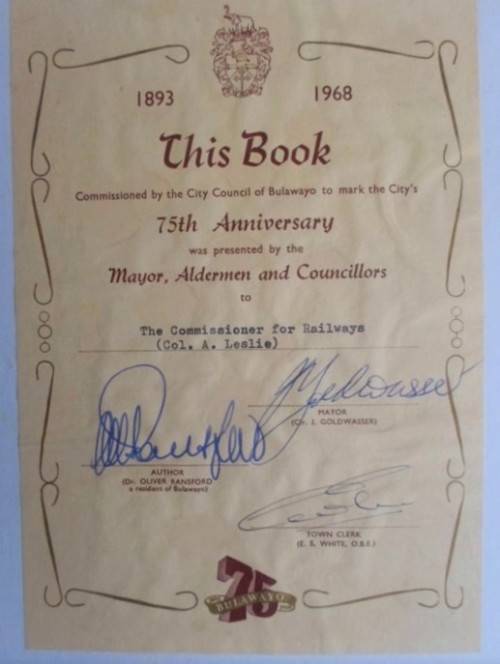 1893 1968
This Book
Commissioned by the City Council of Bulawayo to mark the City's
75th Anniversary
was presented by the
Mayor, Aldermen and Councillors
to
The Commissioner for Railways
(Col. A. Leslie)
MAYOR
(Cr. J. GOLDWASSER)
AUTHOR
(Dr. OLIVER RANSFORD
a resident of Bulawayo)
TOWN CLERK
(E. S. WHITE, O.B.E.)
75
BULAWAYO